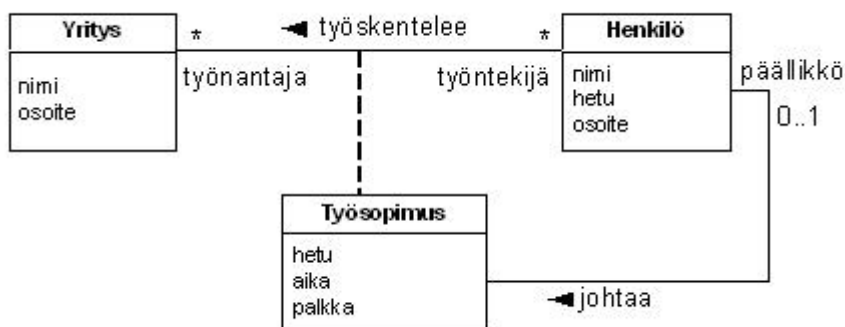 Yritys
nimi
osoite
*
työskentelee
*
työnantaja
työntekijä
Henkilö
nimi
hetu
osoite
päällikkö
0..1
Työsopimus
hetu
aika
palkka
johtaa